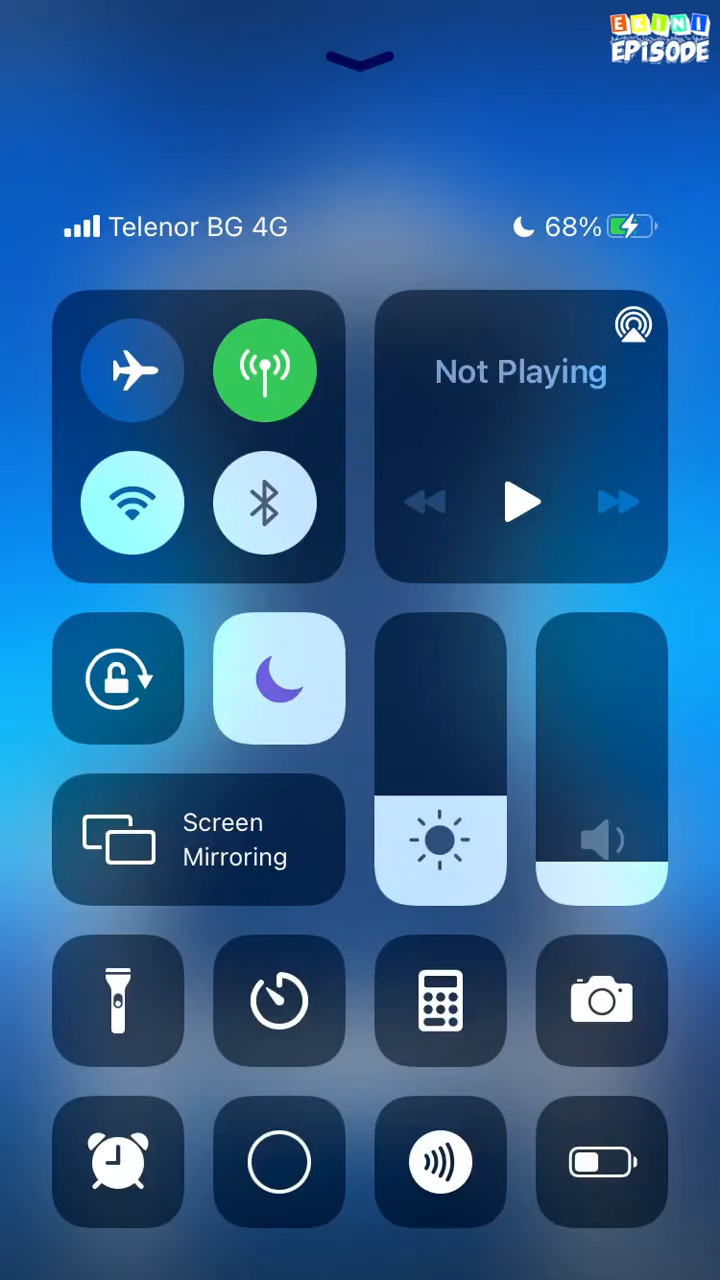 EKINI
EPiSODE
Telenor BG 4G
68%
Not Playing
Screen
Mirroring